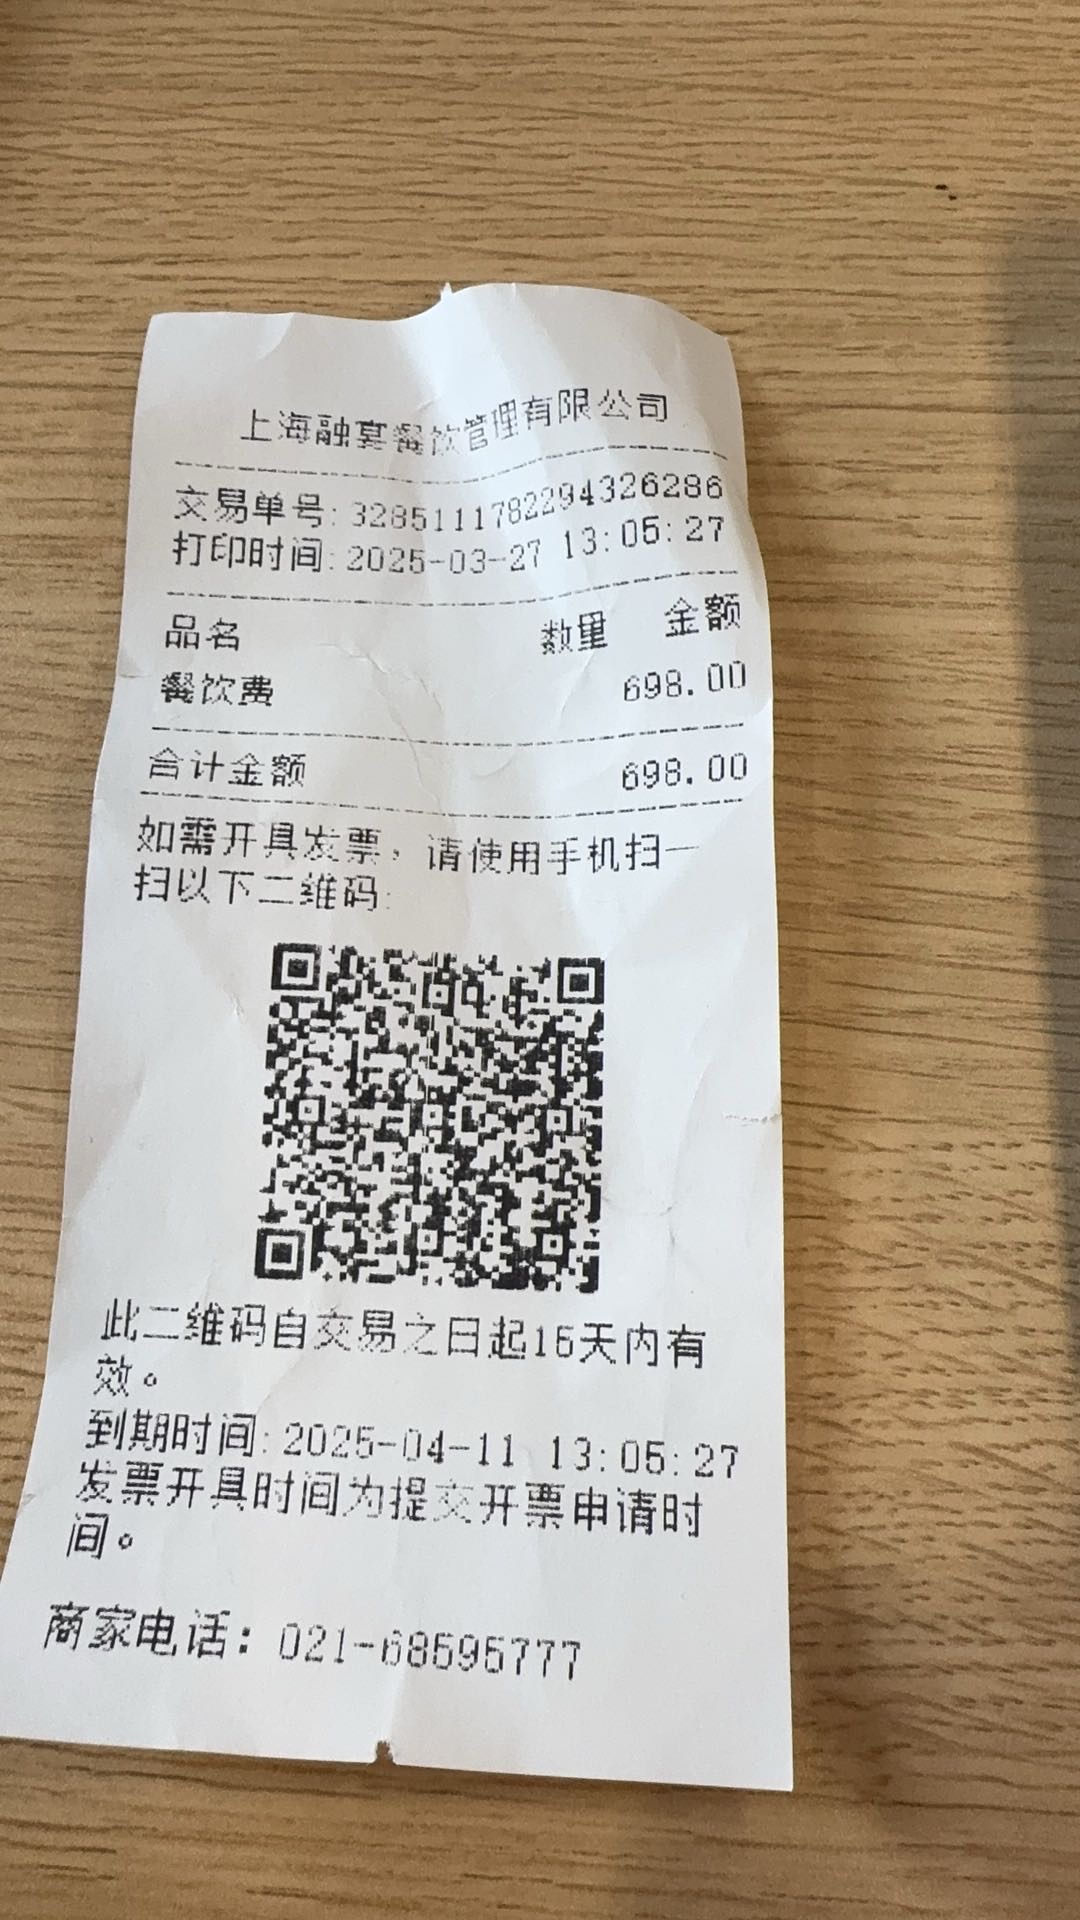 上海融宴餐饮管理有限公司
交易单号:3285111782294326286
打印时间:2025-03-27 13:05:27
品名 数量 金额
餐饮费 698.00
合计金额 698.00
如需开具发票，请使用手机扫一
扫以下二维码:
此二维码自交易之日起15天内有
效。
到期时间:2025-04-11 13:05:27
发票开具时间为提交开票申请时
间。
商家电话：021-68595777